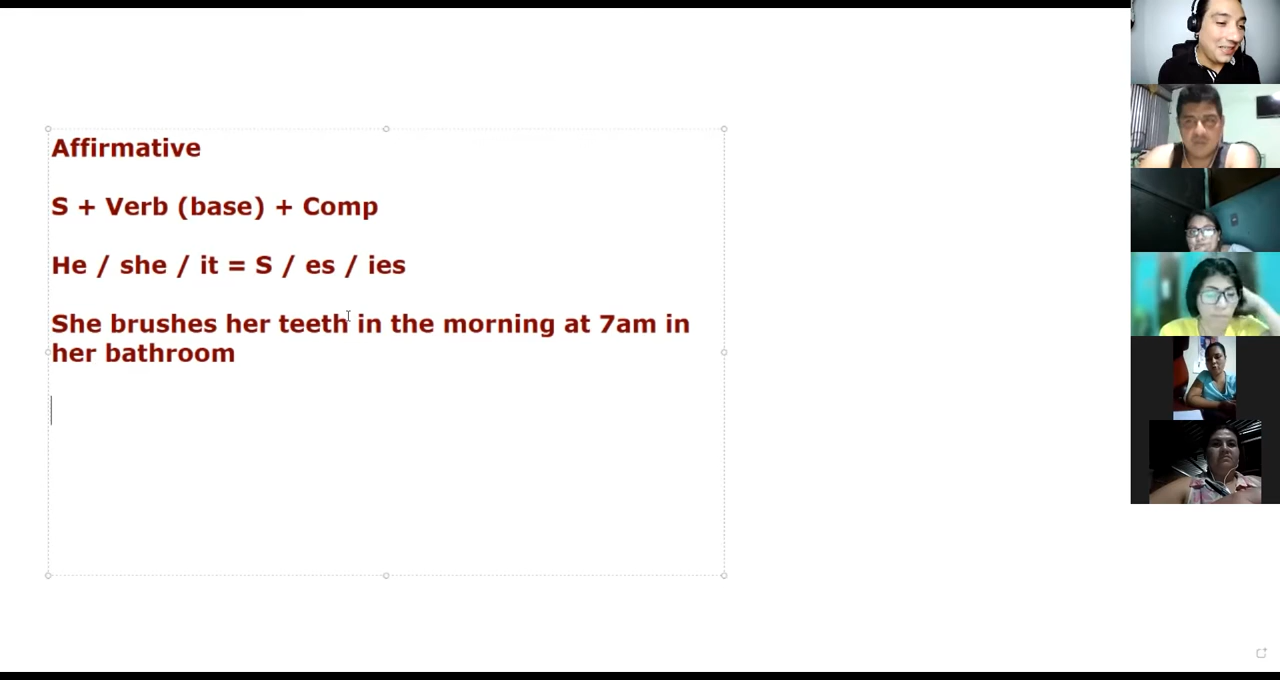 Affirmative
S + Verb (base) + Comp
He / she / it = S / es / ies
She brushes her teeth in the morning at 7am in
her bathroom